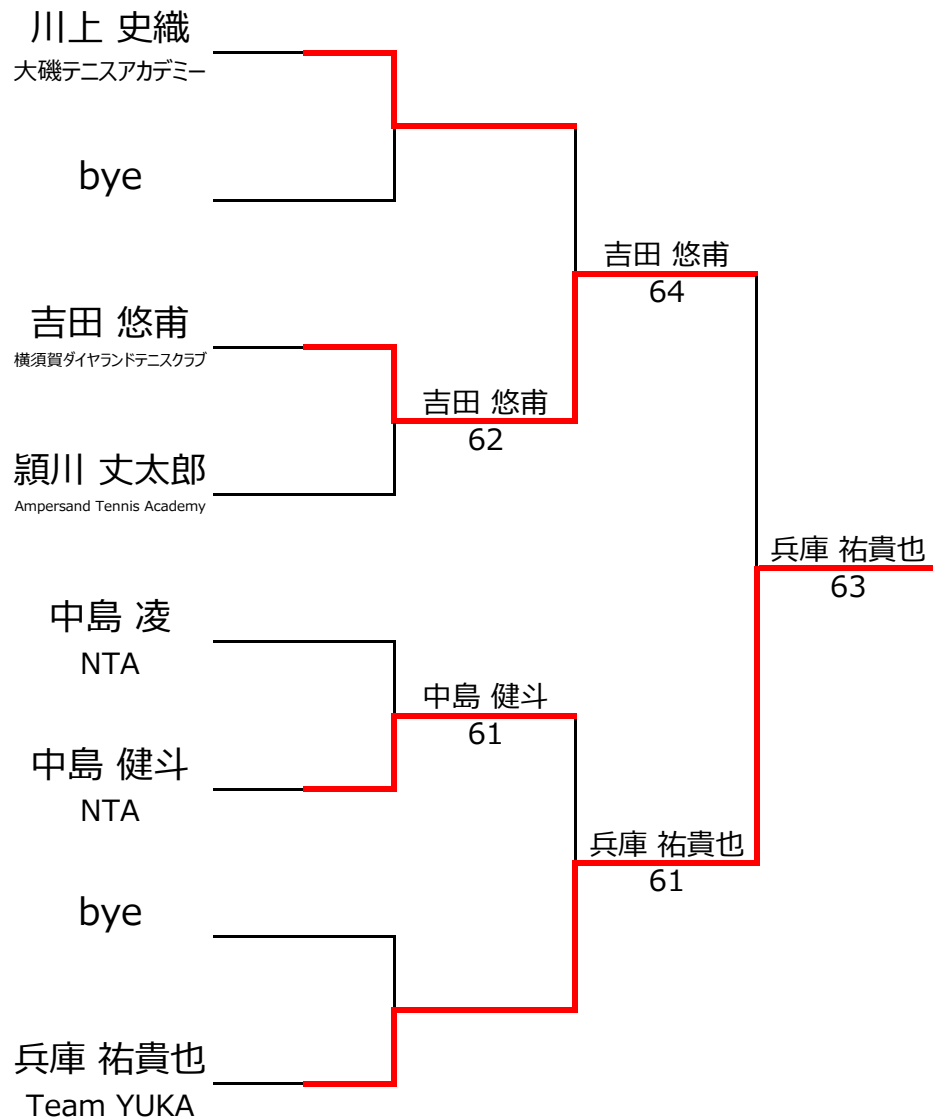 川上 史織
大磯テニスアカデミー
bye
吉田 悠甫
64
吉田 悠甫
横須賀ダイヤランドテニスクラブ
吉田 悠甫
62
頴川 丈太郎
Ampersand Tennis Academy
兵庫 祐貴也
63
中島 凌
NTA
中島 健斗
61
中島 健斗
NTA
兵庫 祐貴也
61
bye
兵庫 祐貴也
Team YUKA